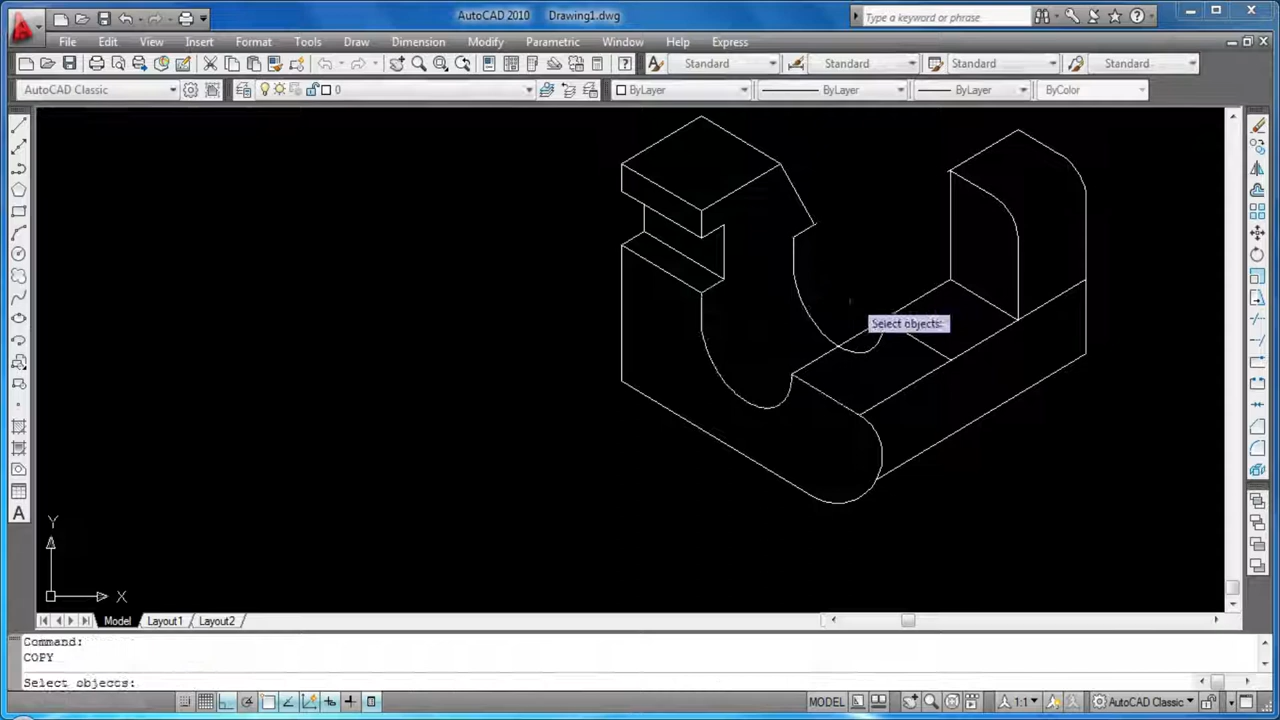 AutoCAD 2010 Drawing1.dwg
Type a keyword or phrase
File Edit View Insert Format Tools Draw Dimension Modify Parametric Window Help Express
Standard Standard Standard Standard
AutoCAD Classic 0 ByLayer ByLayer ByLayer ByColor
Select objects:
Y
X
Model Layout1 Layout2
Command:
COPY
Select objects:
MODEL 1:1 AutoCAD Classic